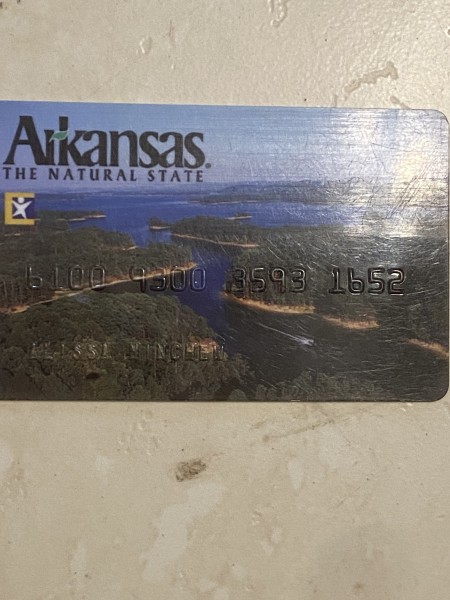 Arkansas®
THE NATURAL STATE
6100 9300 3593 1652